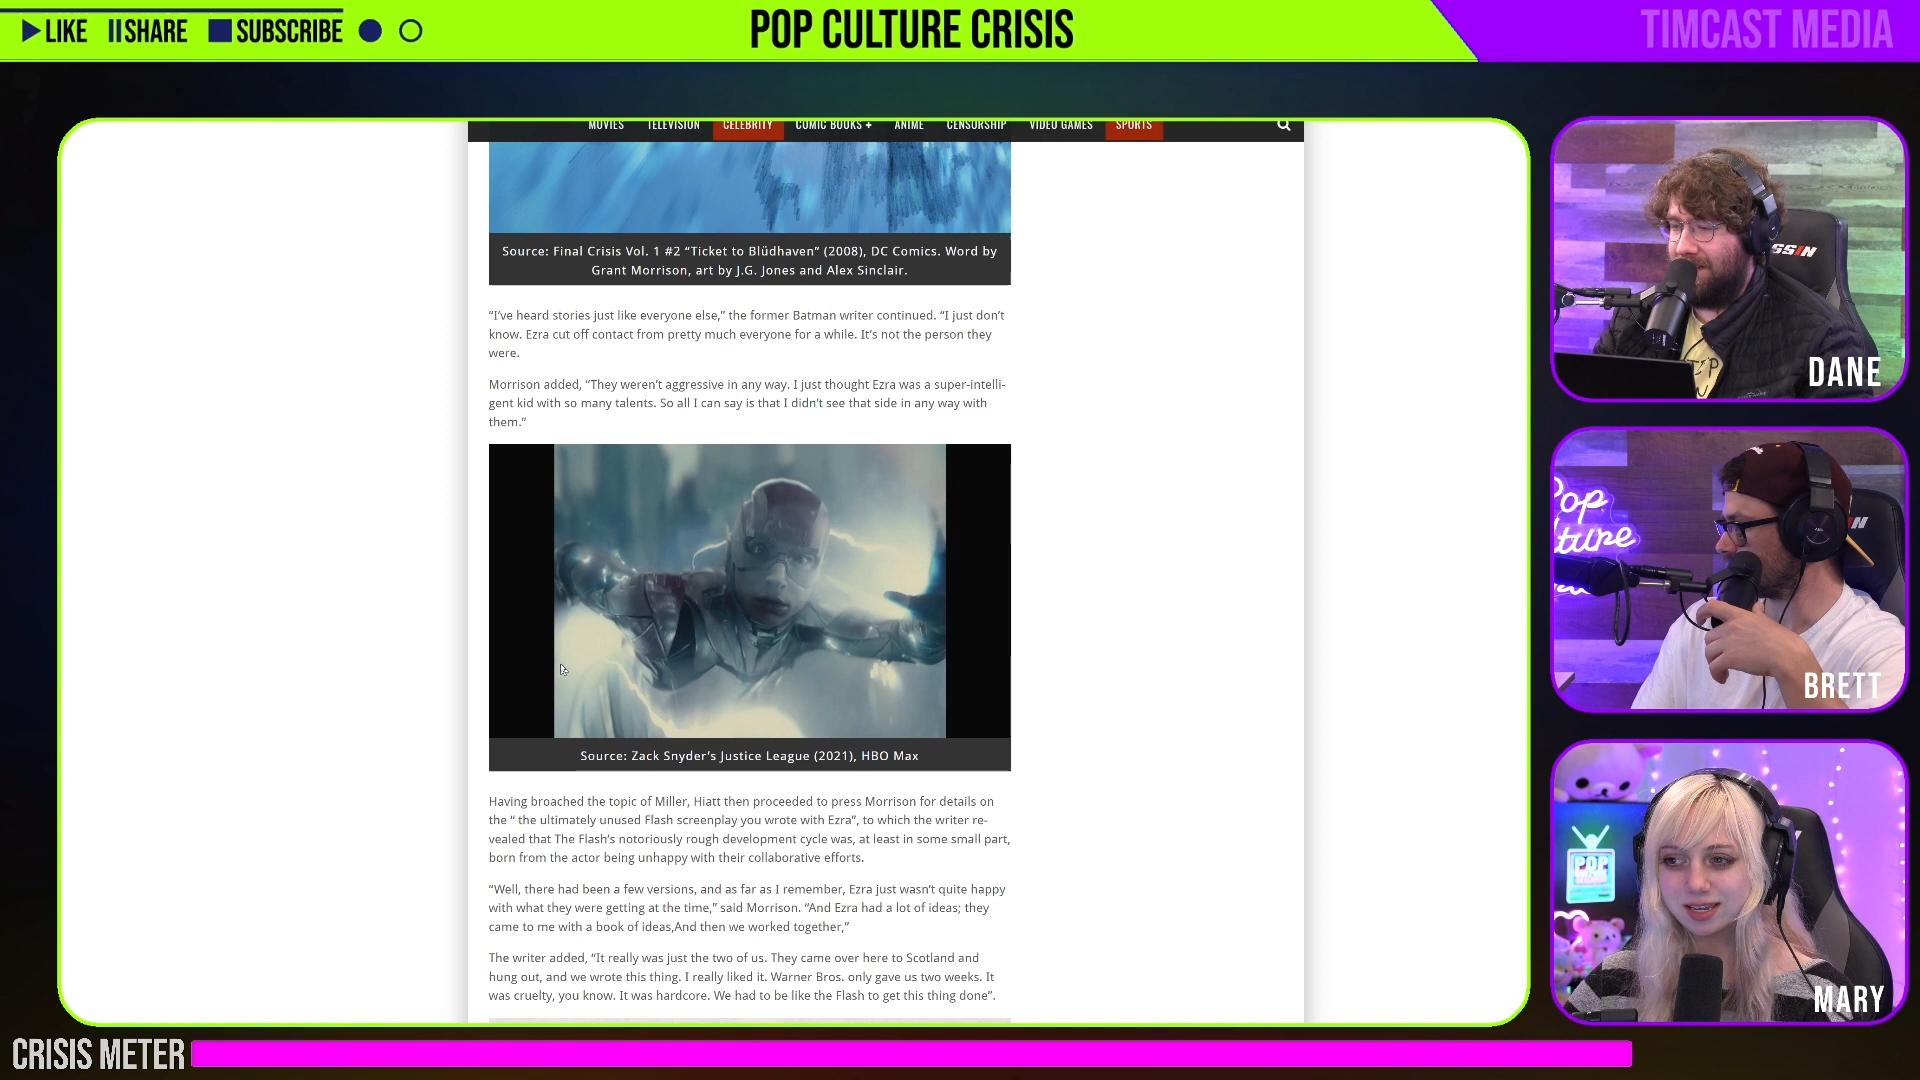 LIKE SHARE SUBSCRIBE
POP CULTURE CRISIS
TIMCAST MEDIA
MOVIES TELEVISION CELEBRITY COMIC BOOKS + ANIME CENSORSHIP VIDEO GAMES SPORTS
Source: Final Crisis Vol. 1 #2 “Ticket to Blüdhaven” (2008), DC Comics. Word by
Grant Morrison, art by J.G. Jones and Alex Sinclair.
“I’ve heard stories just like everyone else,” the former Batman writer continued. “I just don’t
know. Ezra cut off contact from pretty much everyone for a while. It’s not the person they
were.
Morrison added, “They weren’t aggressive in any way. I just thought Ezra was a super-intelli-
gent kid with so many talents. So all I can say is that I didn’t see that side in any way with
them.”
Source: Zack Snyder’s Justice League (2021), HBO Max
Having broached the topic of Miller, Hiatt then proceeded to press Morrison for details on
the “ the ultimately unused Flash screenplay you wrote with Ezra”, to which the writer re-
vealed that The Flash’s notoriously rough development cycle was, at least in some small part,
born from the actor being unhappy with their collaborative efforts.
“Well, there had been a few versions, and as far as I remember, Ezra just wasn’t quite happy
with what they were getting at the time,” said Morrison. “And Ezra had a lot of ideas; they
came to me with a book of ideas,And then we worked together,”
The writer added, “It really was just the two of us. They came over here to Scotland and
hung out, and we wrote this thing. I really liked it. Warner Bros. only gave us two weeks. It
was cruelty, you know. It was hardcore. We had to be like the Flash to get this thing done”.
DANE
Pop
BRETT
POP
MARY
CRISIS METER